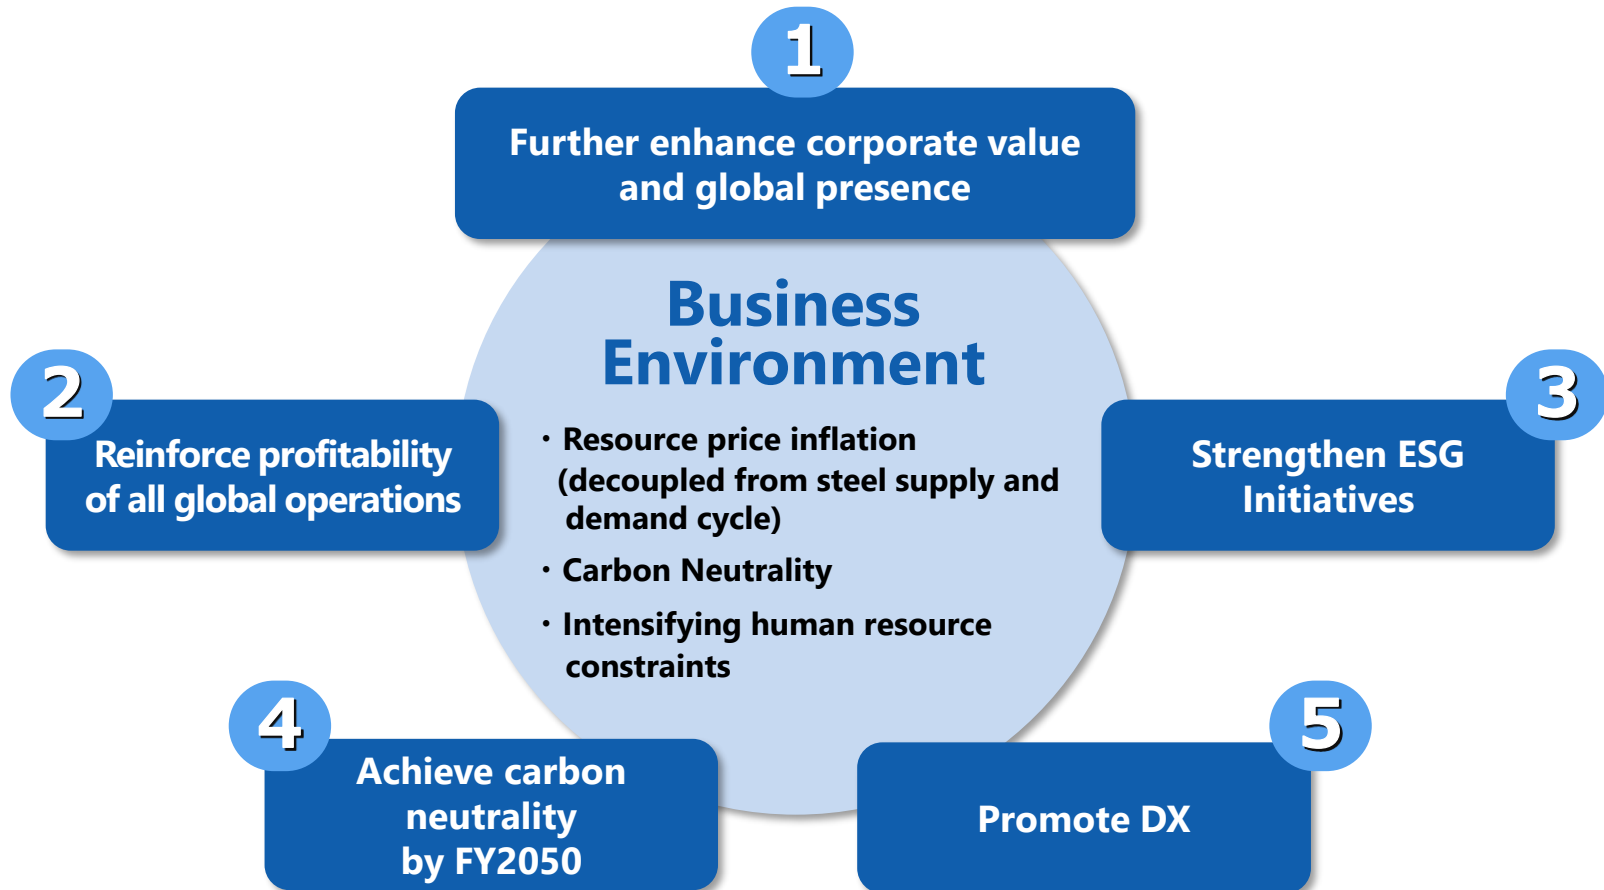 1
Further enhance corporate value
and global presence
Business
Environment
・Resource price inflation
(decoupled from steel supply and
demand cycle)
・Carbon Neutrality
・Intensifying human resource
constraints
2
Reinforce profitability
of all global operations
3
Strengthen ESG
Initiatives
4
Achieve carbon
neutrality
by FY2050
5
Promote DX